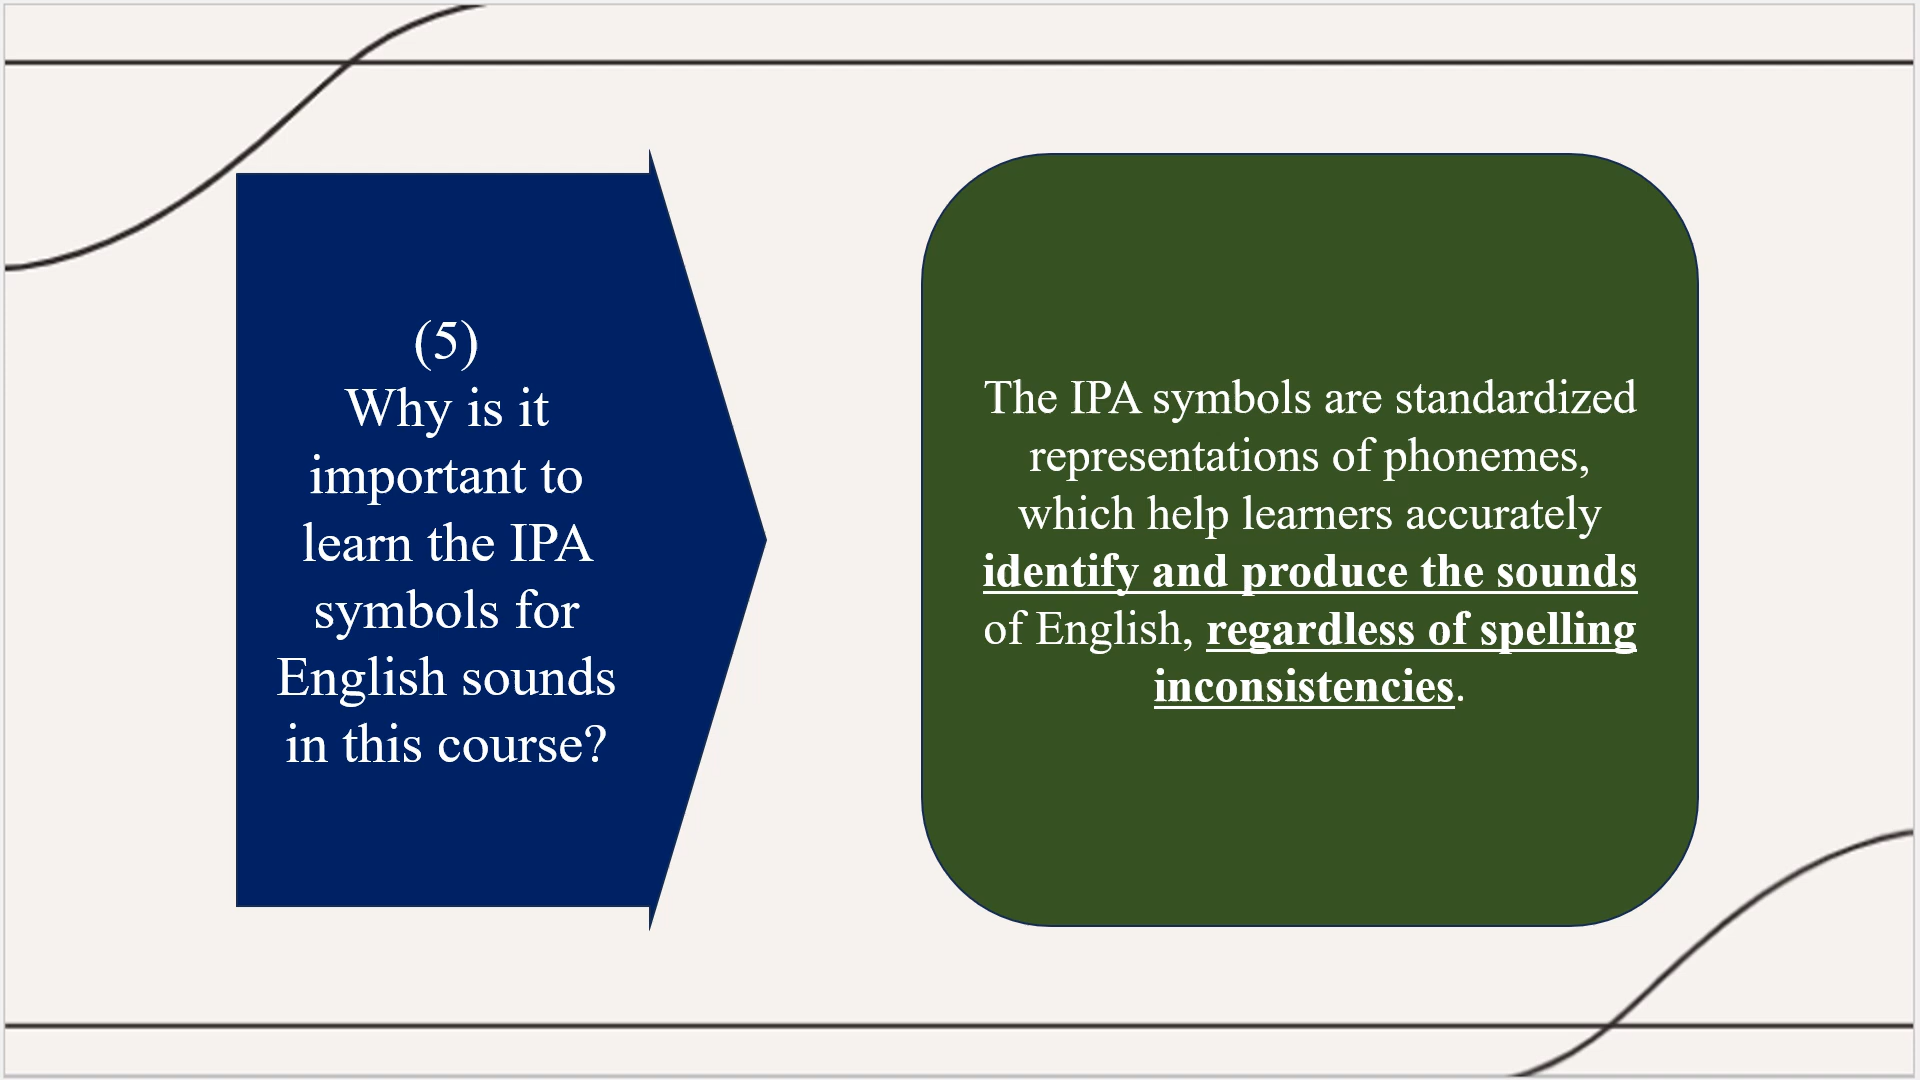 (5)
Why is it
important to
learn the IPA
symbols for
English sounds
in this course?
The IPA symbols are standardized
representations of phonemes,
which help learners accurately
identify and produce the sounds
of English, regardless of spelling
inconsistencies.